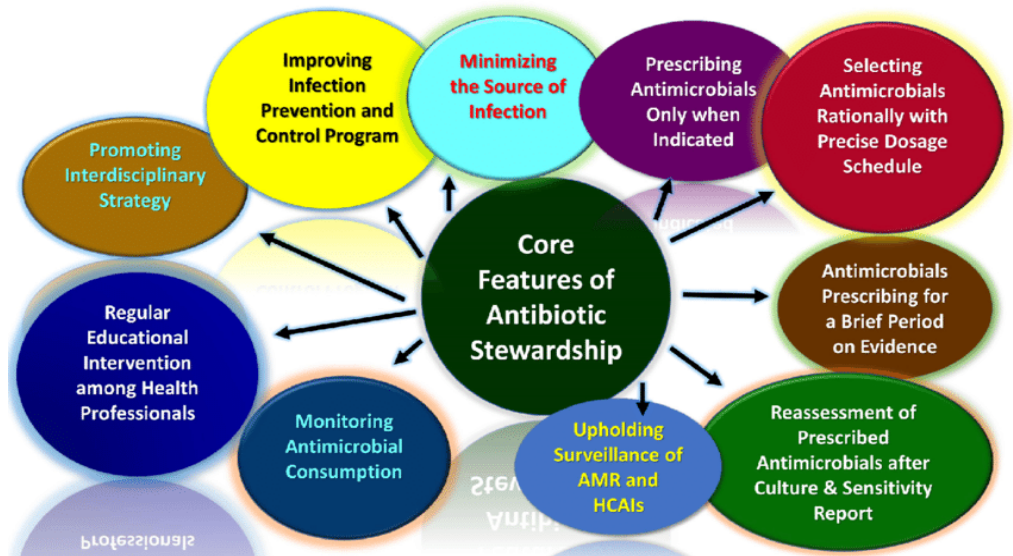 Improving
Infection
Prevention and
Control Program
Minimizing
the Source of
Infection
Prescribing
Antimicrobials
Only when
Indicated
Selecting
Antimicrobials
Rationally with
Precise Dosage
Schedule
Promoting
Interdisciplinary
Strategy
Core
Features of
Antibiotic
Stewardship
Antimicrobials
Prescribing for
a Brief Period
on Evidence
Regular
Educational
Intervention
among Health
Professionals
Monitoring
Antimicrobial
Consumption
Upholding
Surveillance of
AMR and
HCAIs
Reassessment of
Prescribed
Antimicrobials after
Culture & Sensitivity
Report